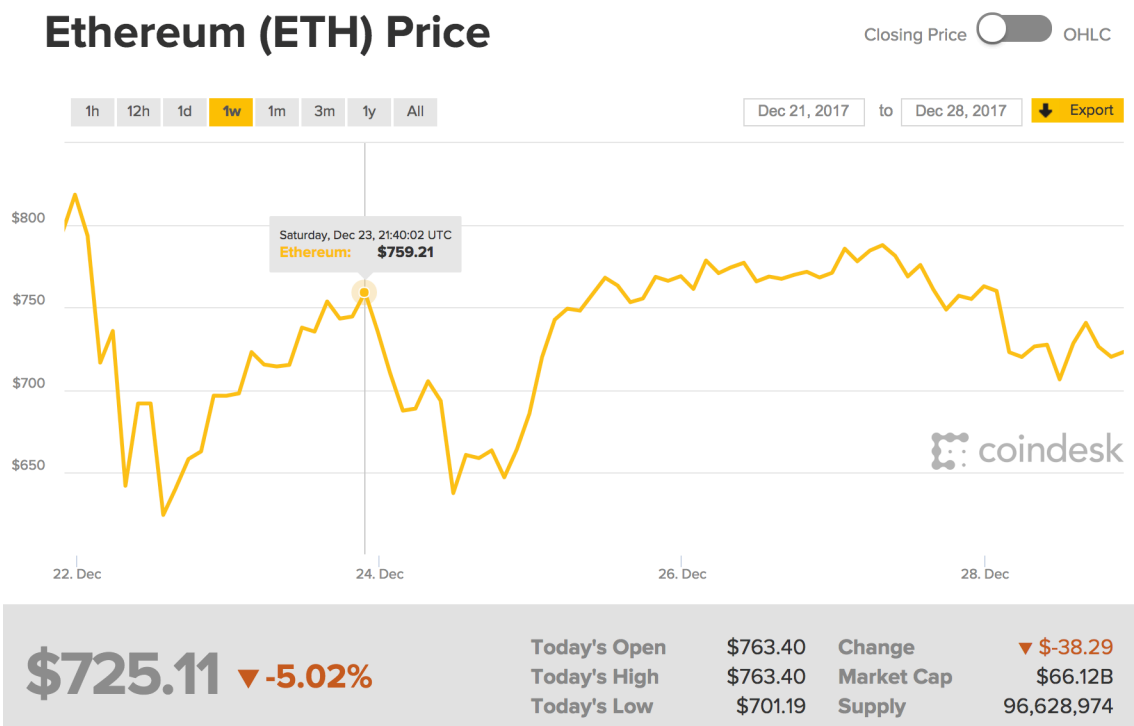 Ethereum (ETH) Price
Closing Price OHLC
1h 12h 1d 1w 1m 3m 1y All Dec 21, 2017 to Dec 28, 2017 Export
$800
Saturday, Dec 23, 21:40:02 UTC
Ethereum: $759.21
$750
$700
coindesk
$650
22. Dec 24. Dec 26. Dec 28. Dec
$725.11 -5.02%
Today's Open $763.40 Change $-38.29
Today's High $763.40 Market Cap $66.12B
Today's Low $701.19 Supply 96,628,974